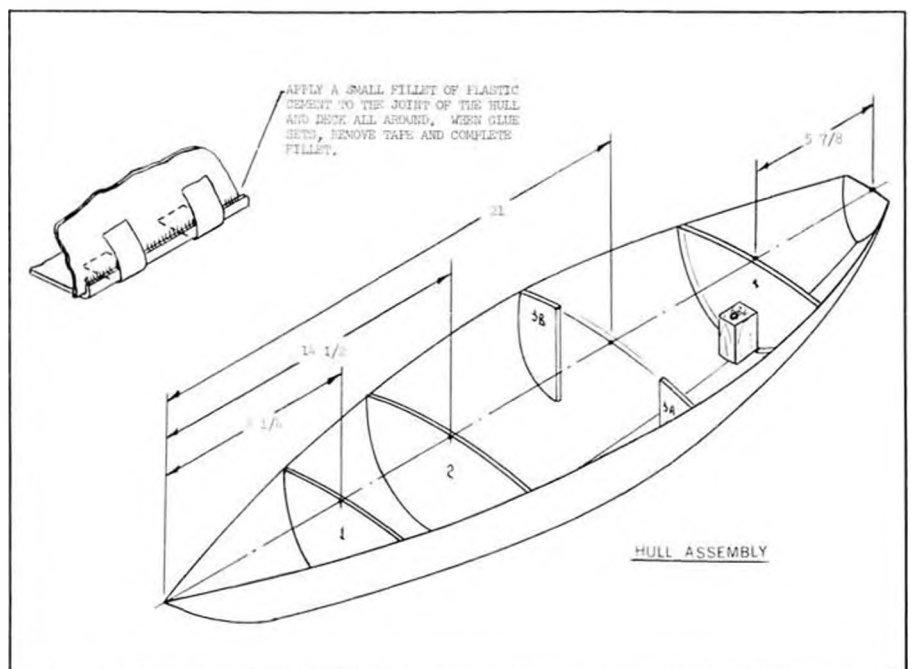 APPLY A SMALL FILLET OF PLASTIC
CEMENT TO THE JOINT OF THE HULL
AND DECK ALL AROUND. WHEN GLUE
SETS, REMOVE TAPE AND COMPLETE
FILLET.
5 7/8
21
14 1/2
1/4
3B
3A
2
1
HULL ASSEMBLY